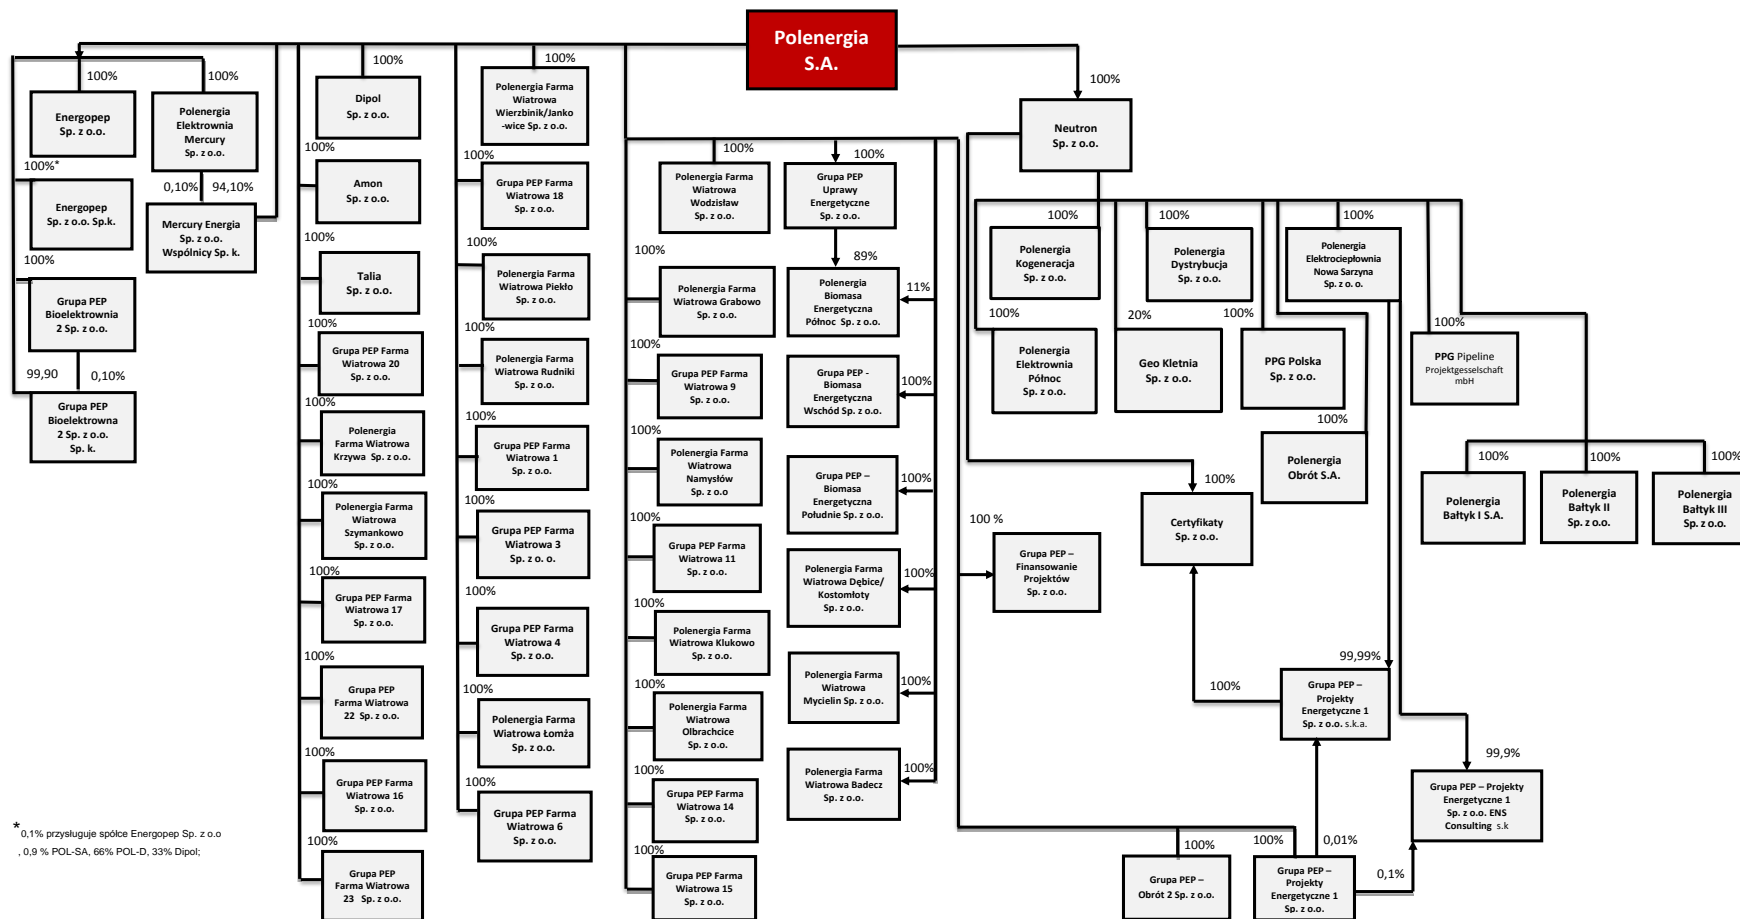 Polenergia
S.A.
100%
Energopep
Sp. z o.o.
100%
Polenergia
Elektrownia
Mercury
Sp. z o.o.
100%*
Energopep
Sp. z o.o. Sp.k.
0,10%
94,10%
Mercury Energia
Sp. z o.o.
Wspólnicy Sp. k.
100%
Grupa PEP
Bioelektrownia
2 Sp. z o.o.
99,90
0,10%
Grupa PEP
Bioelektrowna
2 Sp. z o.o.
Sp. k.
* 0,1% przysługuje spółce Energopep Sp. z o.o
, 0,9 % POL-SA, 66% POL-D, 33% Dipol;
100%
Dipol
Sp. z o.o.
100%
Amon
Sp. z o.o.
100%
Talia
Sp. z o.o.
100%
Grupa PEP Farma
Wiatrowa 20
Sp. z o.o.
100%
Polenergia
Farma Wiatrowa
Krzywa Sp. z o.o.
100%
Polenergia Farma
Wiatrowa
Szymankowo
Sp. z o.o.
100%
Grupa PEP Farma
Wiatrowa 17
Sp. z o.o.
100%
Grupa PEP
Farma Wiatrowa
22 Sp. z o.o.
100%
Grupa PEP Farma
Wiatrowa 16
Sp. z o.o.
100%
Grupa PEP
Farma Wiatrowa
23 Sp. z o.o.
100%
Polenergia Farma
Wiatrowa
Wierzbinik/Janko
-wice Sp. z o.o.
100%
Grupa PEP Farma
Wiatrowa 18
Sp. z o.o.
100%
Polenergia Farma
Wiatrowa Piekło
Sp. z o.o.
100%
Polenergia Farma
Wiatrowa Rudniki
Sp. z o.o.
100%
Grupa PEP Farma
Wiatrowa 1
Sp. z o.o.
100%
Grupa PEP Farma
Wiatrowa 3
Sp. z o. o.
100%
Grupa PEP Farma
Wiatrowa 4
Sp. z o.o.
100%
Polenergia Farma
Wiatrowa Łomża
Sp. z o.o.
100%
Grupa PEP Farma
Wiatrowa 6
Sp. z o.o.
100%
Polenergia Farma
Wiatrowa
Wodzisław
Sp. z o.o.
100%
Polenergia Farma
Wiatrowa Grabowo
Sp. z o.o.
100%
Grupa PEP Farma
Wiatrowa 9
Sp. z o.o.
100%
Polenergia Farma
Wiatrowa
Namysłów
Sp. z o.o
100%
Grupa PEP Farma
Wiatrowa 11
Sp. z o.o.
100%
Polenergia Farma
Wiatrowa Klukowo
Sp. z o.o.
100%
Polenergia Farma
Wiatrowa
Olbrachcice
Sp. z o.o.
100%
Grupa PEP Farma
Wiatrowa 14
Sp. z o.o.
100%
Grupa PEP Farma
Wiatrowa 15
Sp. z o.o.
100%
Grupa PEP
Uprawy
Energetyczne
Sp. z o.o.
89%
Polenergia
Biomasa
Energetyczna
Północ Sp. z o.o.
11%
Grupa PEP -
Biomasa
Energetyczna
Wschód Sp. z o.o.
100%
Grupa PEP –
Biomasa
Energetyczna
Południe Sp. z o.o.
100%
Polenergia Farma
Wiatrowa Dębice/
Kostomłoty
Sp. z o.o.
100%
Polenergia Farma
Wiatrowa
Mycielin Sp. z o.o.
100%
Polenergia Farma
Wiatrowa Badecz
Sp. z o.o.
100%
100 %
Grupa PEP –
Finansowanie
Projektów
Sp. z o.o.
100%
Neutron
Sp. z o.o.
100%
Polenergia
Kogeneracja
Sp. z o.o.
100%
Polenergia
Dystrybucja
Sp. z o.o.
100%
Polenergia
Elektrociepłownia
Nowa Sarzyna
Sp. z o. o.
100%
Polenergia
Elektrownia
Północ
Sp. z o.o.
20%
Geo Kletnia
Sp. z o.o.
100%
PPG Polska
Sp. z o.o.
100%
PPG Pipeline
Projektgesselschaft
mbH
100%
Polenergia
Obrót S.A.
100%
Polenergia
Bałtyk I S.A.
100%
Polenergia
Bałtyk II
Sp. z o.o.
100%
Polenergia
Bałtyk III
Sp. z o.o.
100%
Certyfikaty
Sp. z o.o.
100%
99,99%
Grupa PEP –
Projekty
Energetyczne 1
Sp. z o.o. s.k.a.
99,9%
Grupa PEP – Projekty
Energetyczne 1
Sp. z o.o. ENS
Consulting s.k
100%
Grupa PEP –
Obrót 2 Sp. z o.o.
100%
0,01%
Grupa PEP –
Projekty
Energetyczne 1
Sp. z o.o.
0,1%